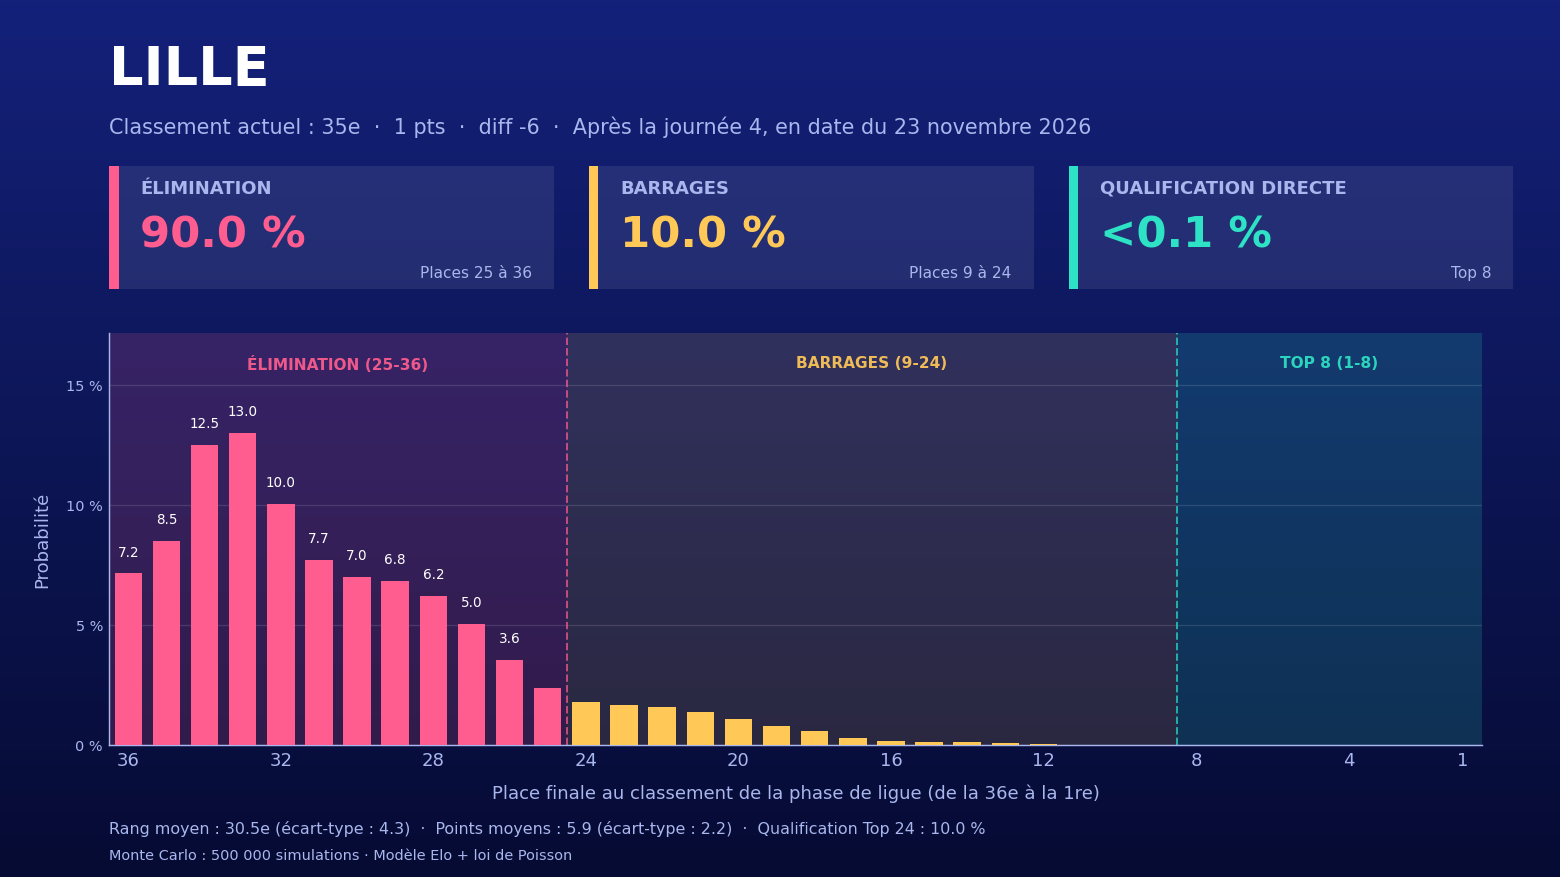 LILLE
Classement actuel : 35e · 1 pts · diff -6 · Après la journée 4, en date du 23 novembre 2026
ÉLIMINATION
90.0 %
Places 25 à 36
BARRAGES
10.0 %
Places 9 à 24
QUALIFICATION DIRECTE
<0.1 %
Top 8
ÉLIMINATION (25-36)
BARRAGES (9-24)
TOP 8 (1-8)
Probabilité
15 %
10 %
5 %
0 %
7.2
8.5
12.5
13.0
10.0
7.7
7.0
6.8
6.2
5.0
3.6
36 32 28 24 20 16 12 8 4 1
Place finale au classement de la phase de ligue (de la 36e à la 1re)
Rang moyen : 30.5e (écart-type : 4.3) · Points moyens : 5.9 (écart-type : 2.2) · Qualification Top 24 : 10.0 %
Monte Carlo : 500 000 simulations · Modèle Elo + loi de Poisson